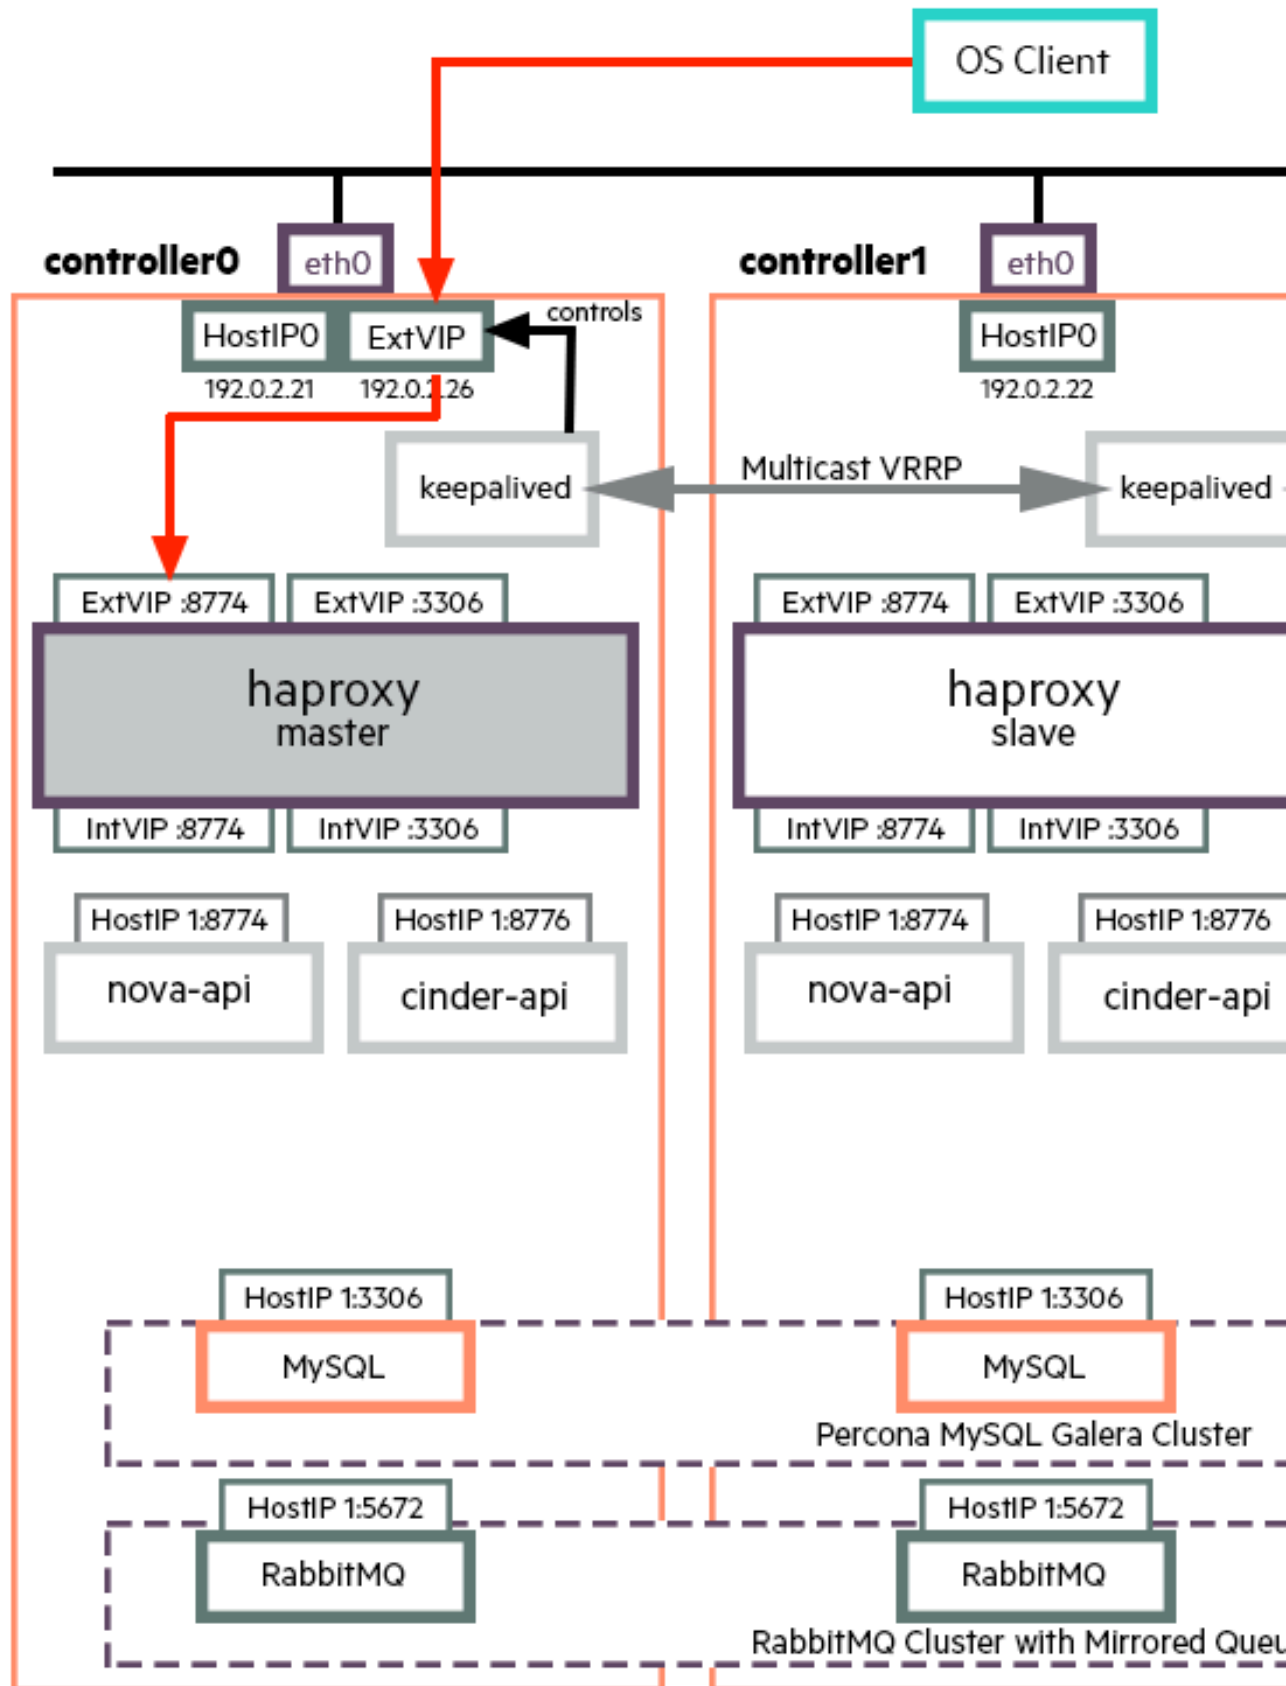 OS Client
controller0
eth0
controller1
eth0
HostIP0
ExtVIP
controls
HostIP0
192.0.2.21
192.0.2.26
192.0.2.22
keepalived
Multicast VRRP
keepalived
ExtVIP :8774
ExtVIP :3306
ExtVIP :8774
ExtVIP :3306
haproxy
master
haproxy
slave
IntVIP :8774
IntVIP :3306
IntVIP :8774
IntVIP :3306
HostIP 1:8774
HostIP 1:8776
HostIP 1:8774
HostIP 1:8776
nova-api
cinder-api
nova-api
cinder-api
HostIP 1:3306
HostIP 1:3306
MySQL
MySQL
Percona MySQL Galera Cluster
HostIP 1:5672
HostIP 1:5672
RabbitMQ
RabbitMQ
RabbitMQ Cluster with Mirrored